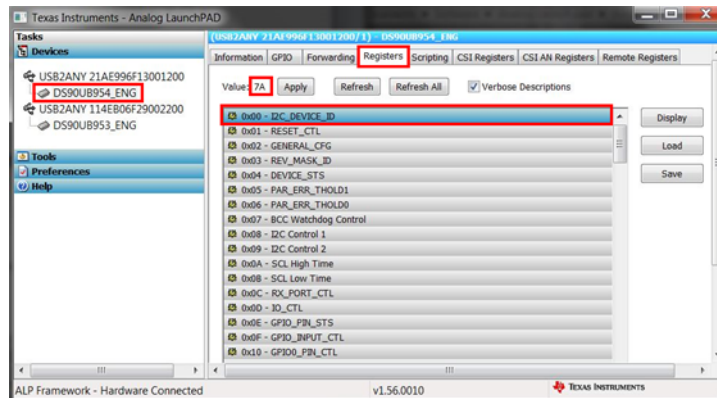 Texas Instruments - Analog LaunchPAD
Tasks
Devices
USB2ANY 21AE996F13001200
DS90UB954_ENG
USB2ANY 114EB06F29002200
DS90UB953_ENG
Tools
Preferences
Help
(USB2ANY 21AE996F13001200/1) - DS90UB954_ENG
Information GPIO Forwarding Registers Scripting CSI Registers CSI AN Registers Remote Registers
Value: 7A Apply Refresh Refresh All Verbose Descriptions
0x00 - I2C_DEVICE_ID
0x01 - RESET_CTL
0x02 - GENERAL_CFG
0x03 - REV_MASK_ID
0x04 - DEVICE_STS
0x05 - PAR_ERR_THOLD1
0x06 - PAR_ERR_THOLD0
0x07 - BCC Watchdog Control
0x08 - I2C Control 1
0x09 - I2C Control 2
0x0A - SCL High Time
0x0B - SCL Low Time
0x0C - RX_PORT_CTL
0x0D - IO_CTL
0x0E - GPIO_PIN_STS
0x0F - GPIO_INPUT_CTL
0x10 - GPIO0_PIN_CTL
Display
Load
Save
ALP Framework - Hardware Connected v1.56.0010 TEXAS INSTRUMENTS